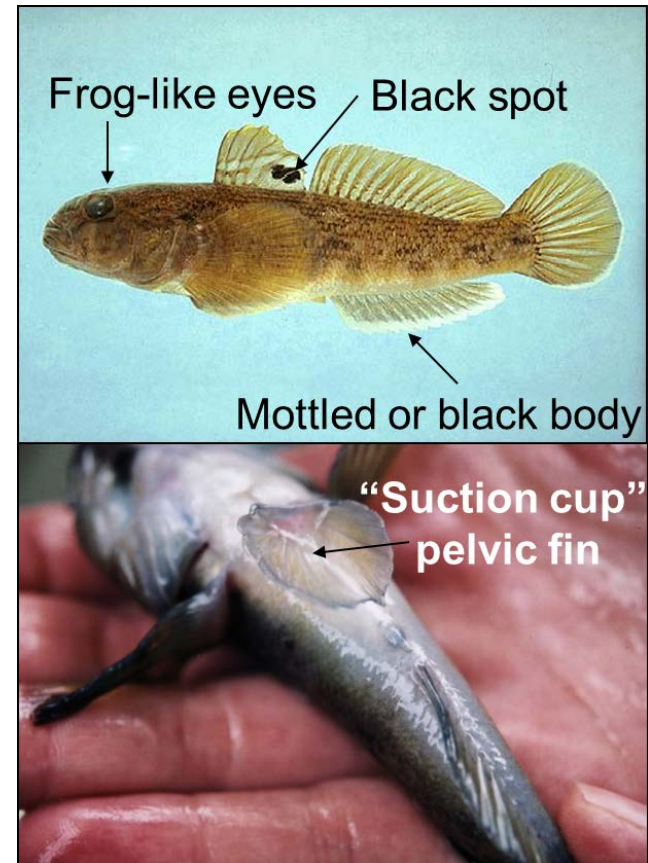 Frog-like eyes
Black spot
Mottled or black body
“Suction cup”
pelvic fin